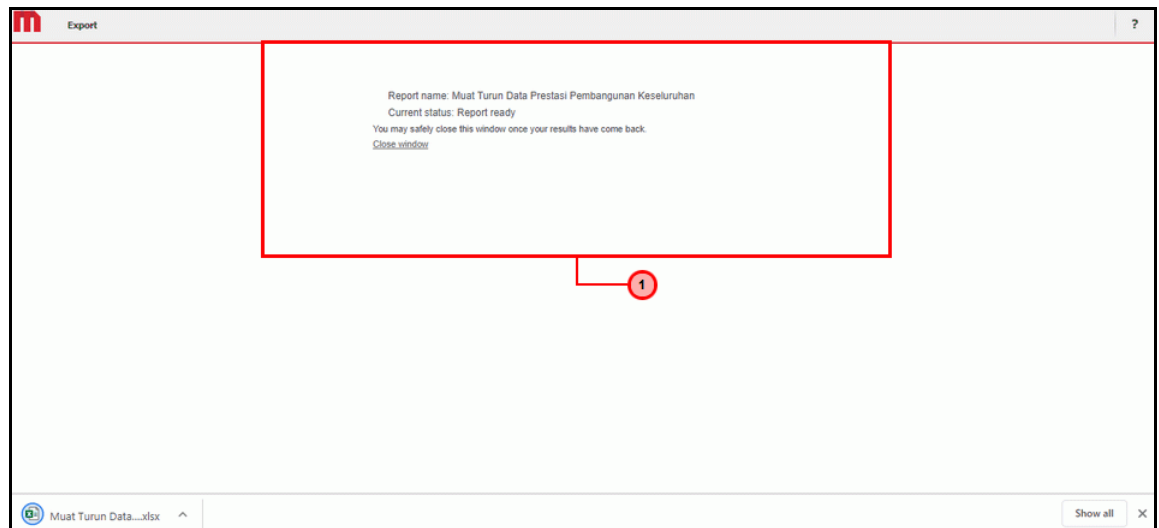 Export
?
Report name: Muat Turun Data Prestasi Pembangunan Keseluruhan
Current status: Report ready
You may safely close this window once your results have come back.
Close window
1
Muat Turun Data....xlsx
Show all